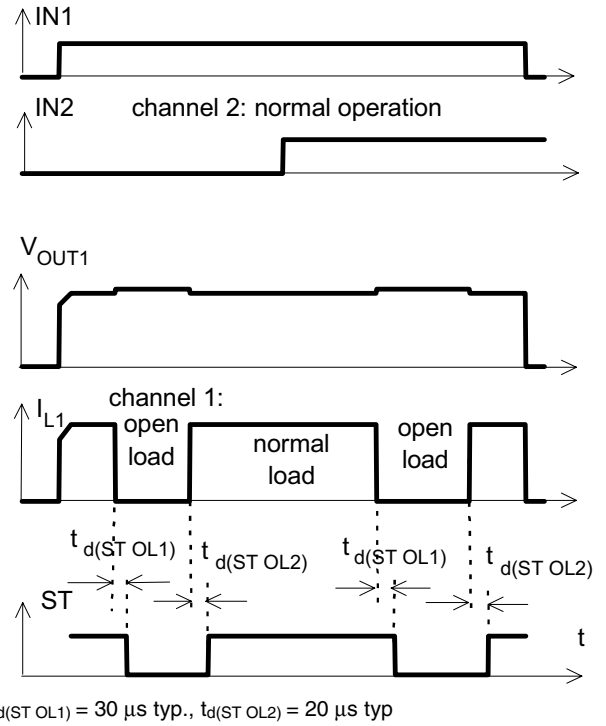 IN1
IN2 channel 2: normal operation
VOUT1
IL1
channel 1:
open load
normal load
open load
td(ST OL1)
td(ST OL2)
td(ST OL1)
td(ST OL2)
ST
t
d(ST OL1) = 30 μs typ., td(ST OL2) = 20 μs typ